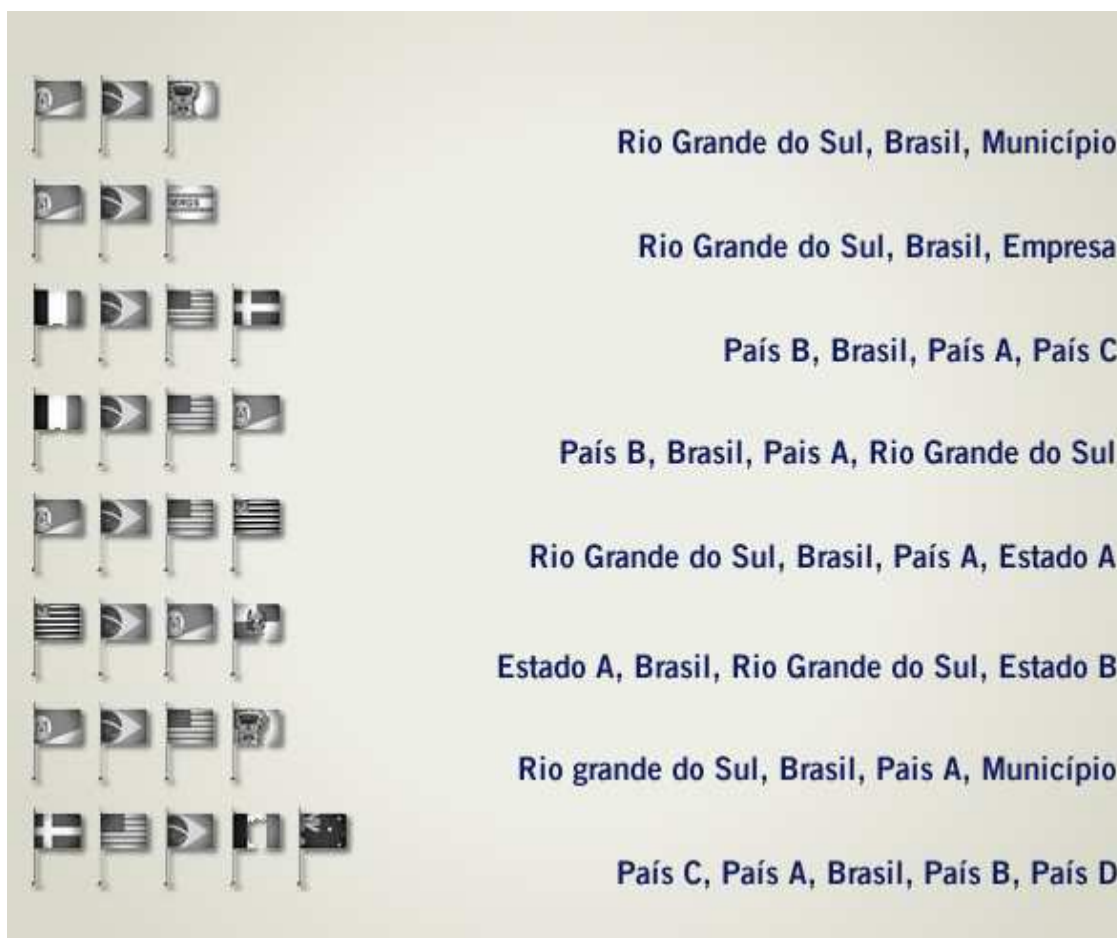 Rio Grande do Sul, Brasil, Município
Rio Grande do Sul, Brasil, Empresa
País B, Brasil, País A, País C
País B, Brasil, Pais A, Rio Grande do Sul
Rio Grande do Sul, Brasil, País A, Estado A
Estado A, Brasil, Rio Grande do Sul, Estado B
Rio grande do Sul, Brasil, Pais A, Município
País C, País A, Brasil, País B, País D